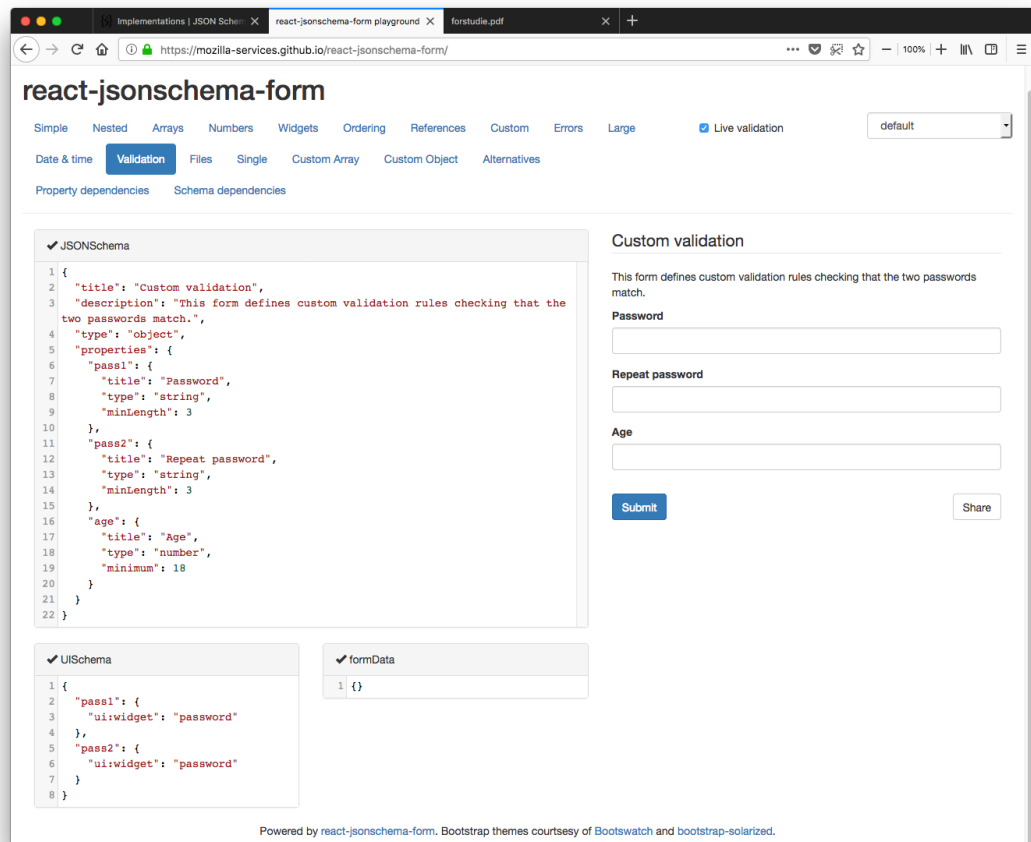 Implementations | JSON Schem
react-jsonschema-form playground
forstudie.pdf
https://mozilla-services.github.io/react-jsonschema-form/
100%
react-jsonschema-form
Simple Nested Arrays Numbers Widgets Ordering References Custom Errors Large
Live validation
default
Date & time Validation Files Single Custom Array Custom Object Alternatives
Property dependencies Schema dependencies
JSONSchema
1 {
2 "title": "Custom validation",
3 "description": "This form defines custom validation rules checking that the
two passwords match.",
4 "type": "object",
5 "properties": {
6 "pass1": {
7 "title": "Password",
8 "type": "string",
9 "minLength": 3
10 },
11 "pass2": {
12 "title": "Repeat password",
13 "type": "string",
14 "minLength": 3
15 },
16 "age": {
17 "title": "Age",
18 "type": "number",
19 "minimum": 18
20 }
21 }
22 }
Custom validation
This form defines custom validation rules checking that the two passwords
match.
Password
Repeat password
Age
Submit
Share
UISchema
1 {
2 "pass1": {
3 "ui:widget": "password"
4 },
5 "pass2": {
6 "ui:widget": "password"
7 }
8 }
formData
1 {}
Powered by react-jsonschema-form. Bootstrap themes courtsesy of Bootswatch and bootstrap-solarized.